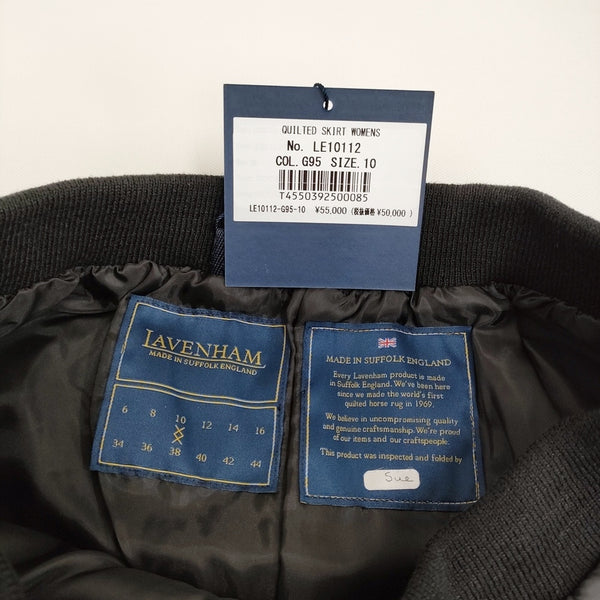 QUILTED SKIRT WOMENS
No. LE10112
COL. G95 SIZE. 10
T4550392500085
LE10112-G95-10 ¥55,000 (税抜価格 ¥50,000)
LAVENHAM
MADE IN SUFFOLK ENGLAND
6 8 10 12 14 16
34 36 38 40 42 44
MADE IN SUFFOLK ENGLAND
Every Lavenham product is made
in Suffolk England. We've been here
since we made the world's first
quilted horse rug in 1969.
We believe in uncompromising quality
and genuine craftsmanship. We're proud
of our items and our craftspeople.
This product was inspected and folded by
Sue